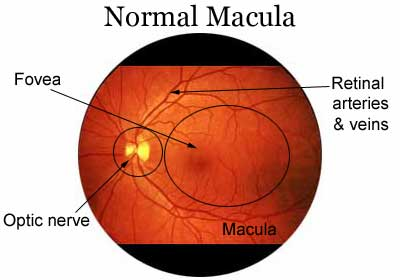 Normal Macula
Fovea
Retinal
arteries
& veins
Optic nerve
Macula